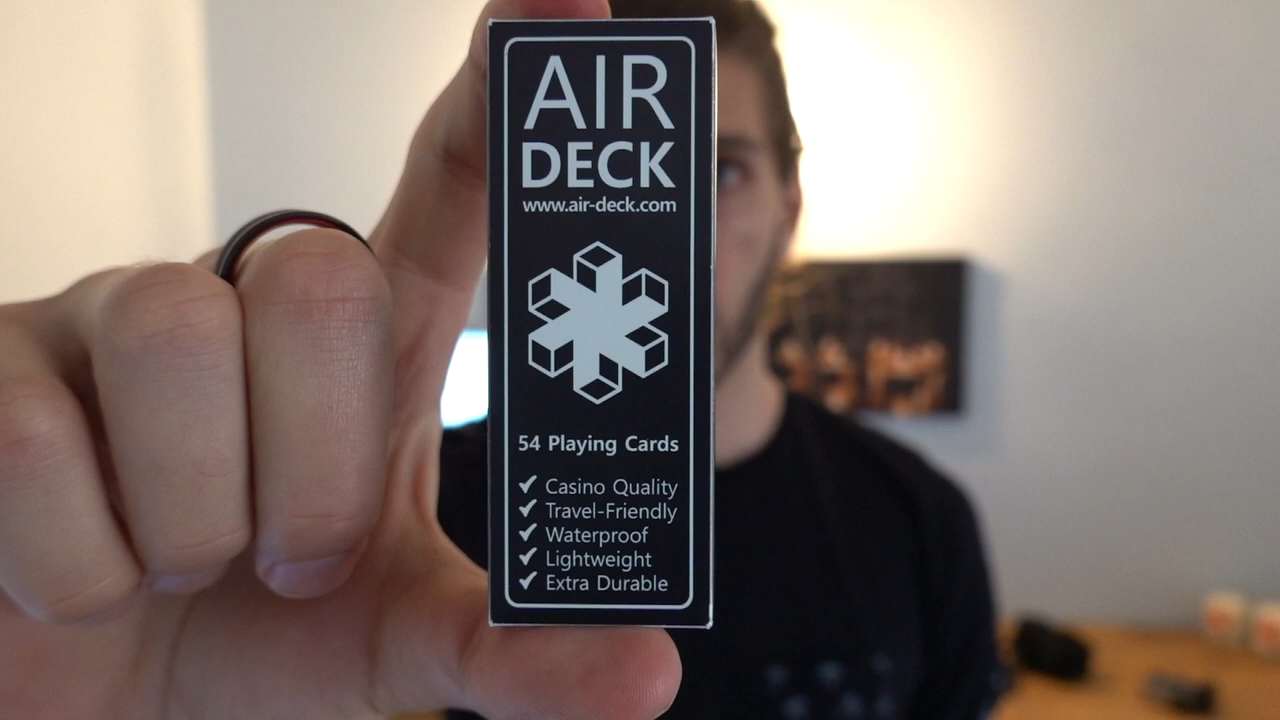 AIR
DECK
www.air-deck.com
54 Playing Cards
✔ Casino Quality
✔ Travel-Friendly
✔ Waterproof
✔ Lightweight
✔ Extra Durable